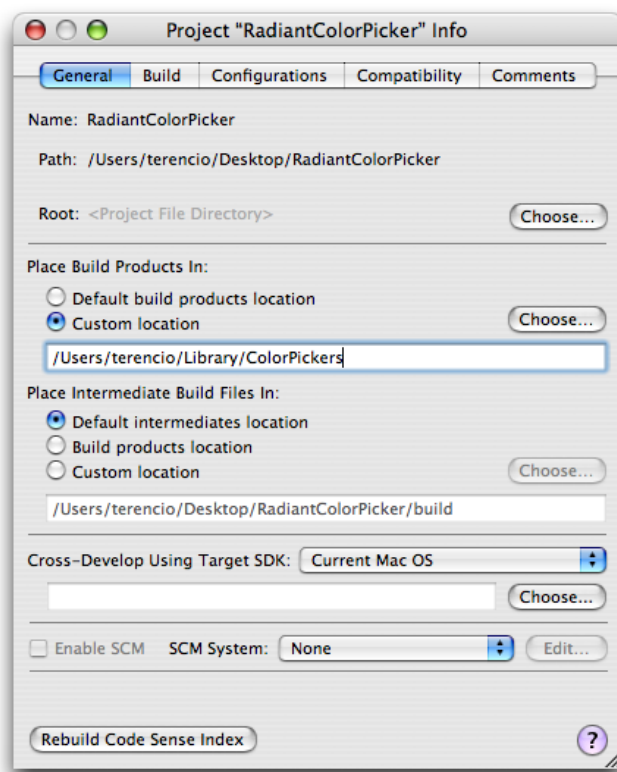 Project “RadiantColorPicker” Info
General Build Configurations Compatibility Comments
Name: RadiantColorPicker
Path: /Users/terencio/Desktop/RadiantColorPicker
Root: <Project File Directory> Choose...
Place Build Products In:
Default build products location
Custom location Choose...
/Users/terencio/Library/ColorPickers
Place Intermediate Build Files In:
Default intermediates location
Build products location
Custom location Choose...
/Users/terencio/Desktop/RadiantColorPicker/build
Cross-Develop Using Target SDK: Current Mac OS
Choose...
Enable SCM SCM System: None Edit...
Rebuild Code Sense Index ?